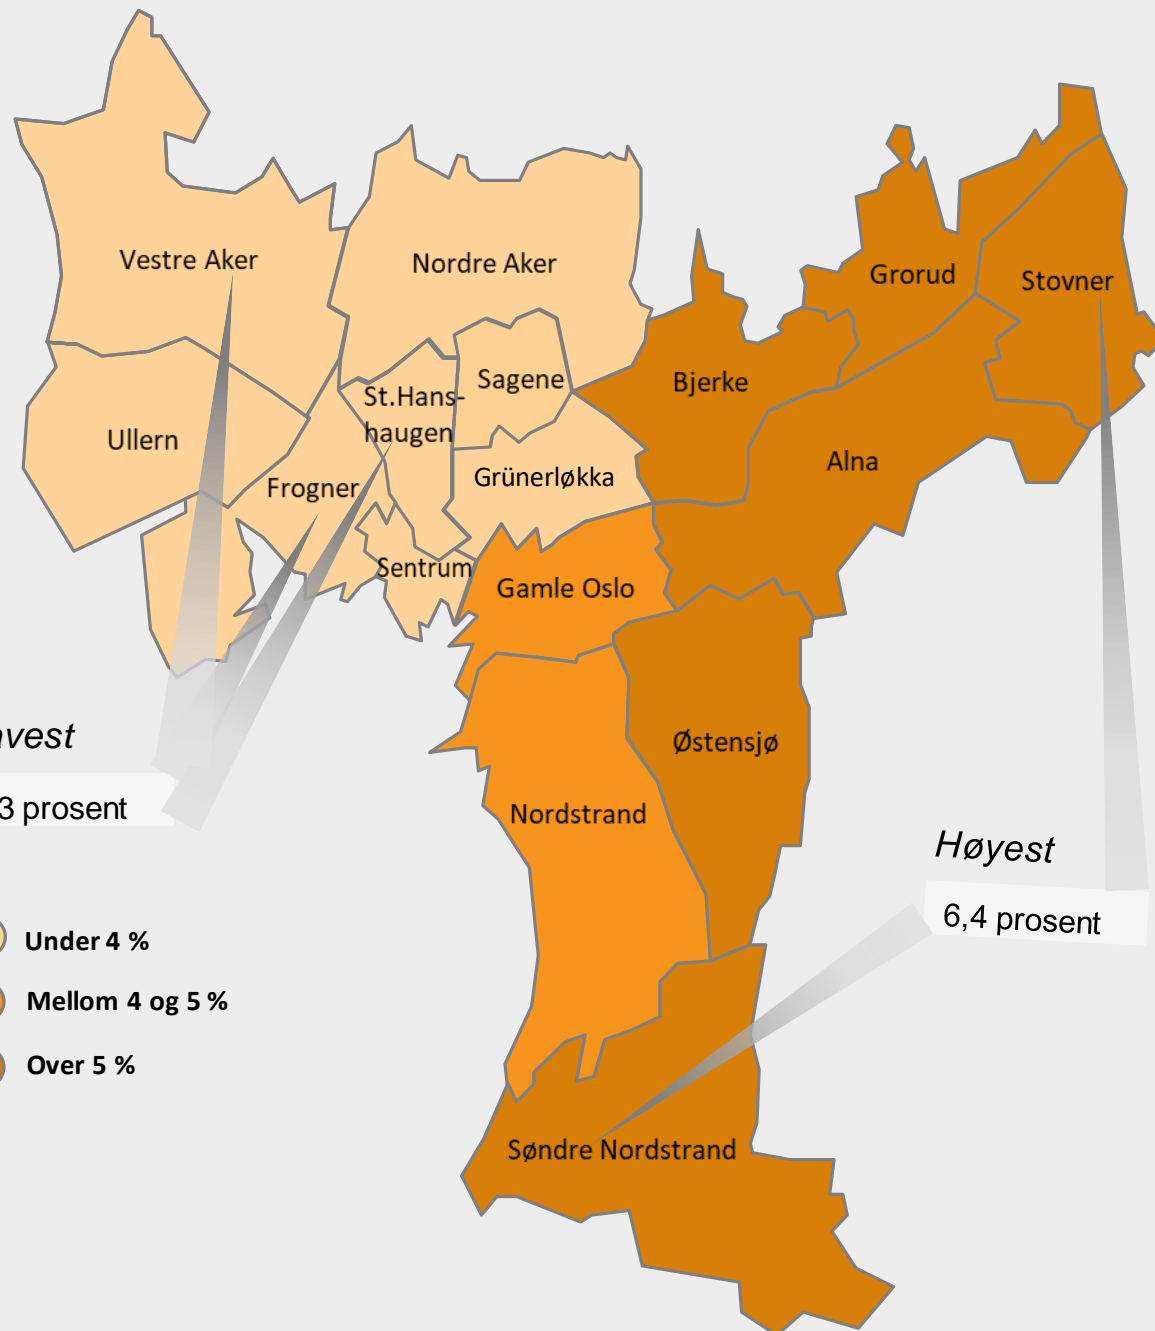 Vestre Aker
Nordre Aker
Grorud
Stovner
Sagene
Bjerke
St.Hans-
haugen
Ullern
Alna
Frogner
Grünerløkka
Sentrum
Gamle Oslo
Østensjø
Nordstrand
3 prosent
Høyest
6,4 prosent
Under 4 %
Mellom 4 og 5 %
Over 5 %
Søndre Nordstrand